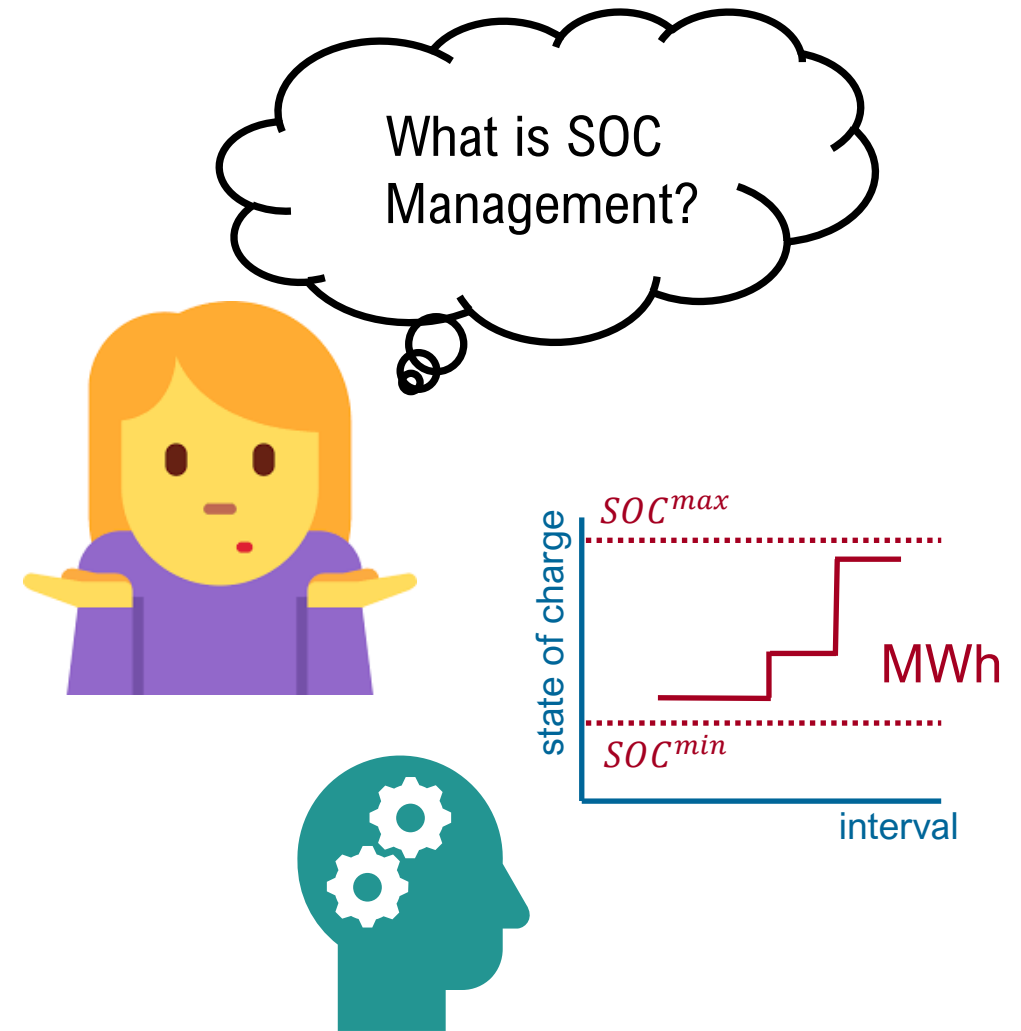 What is SOC
Management?
SOC^max
state of charge
MWh
SOC^min
interval